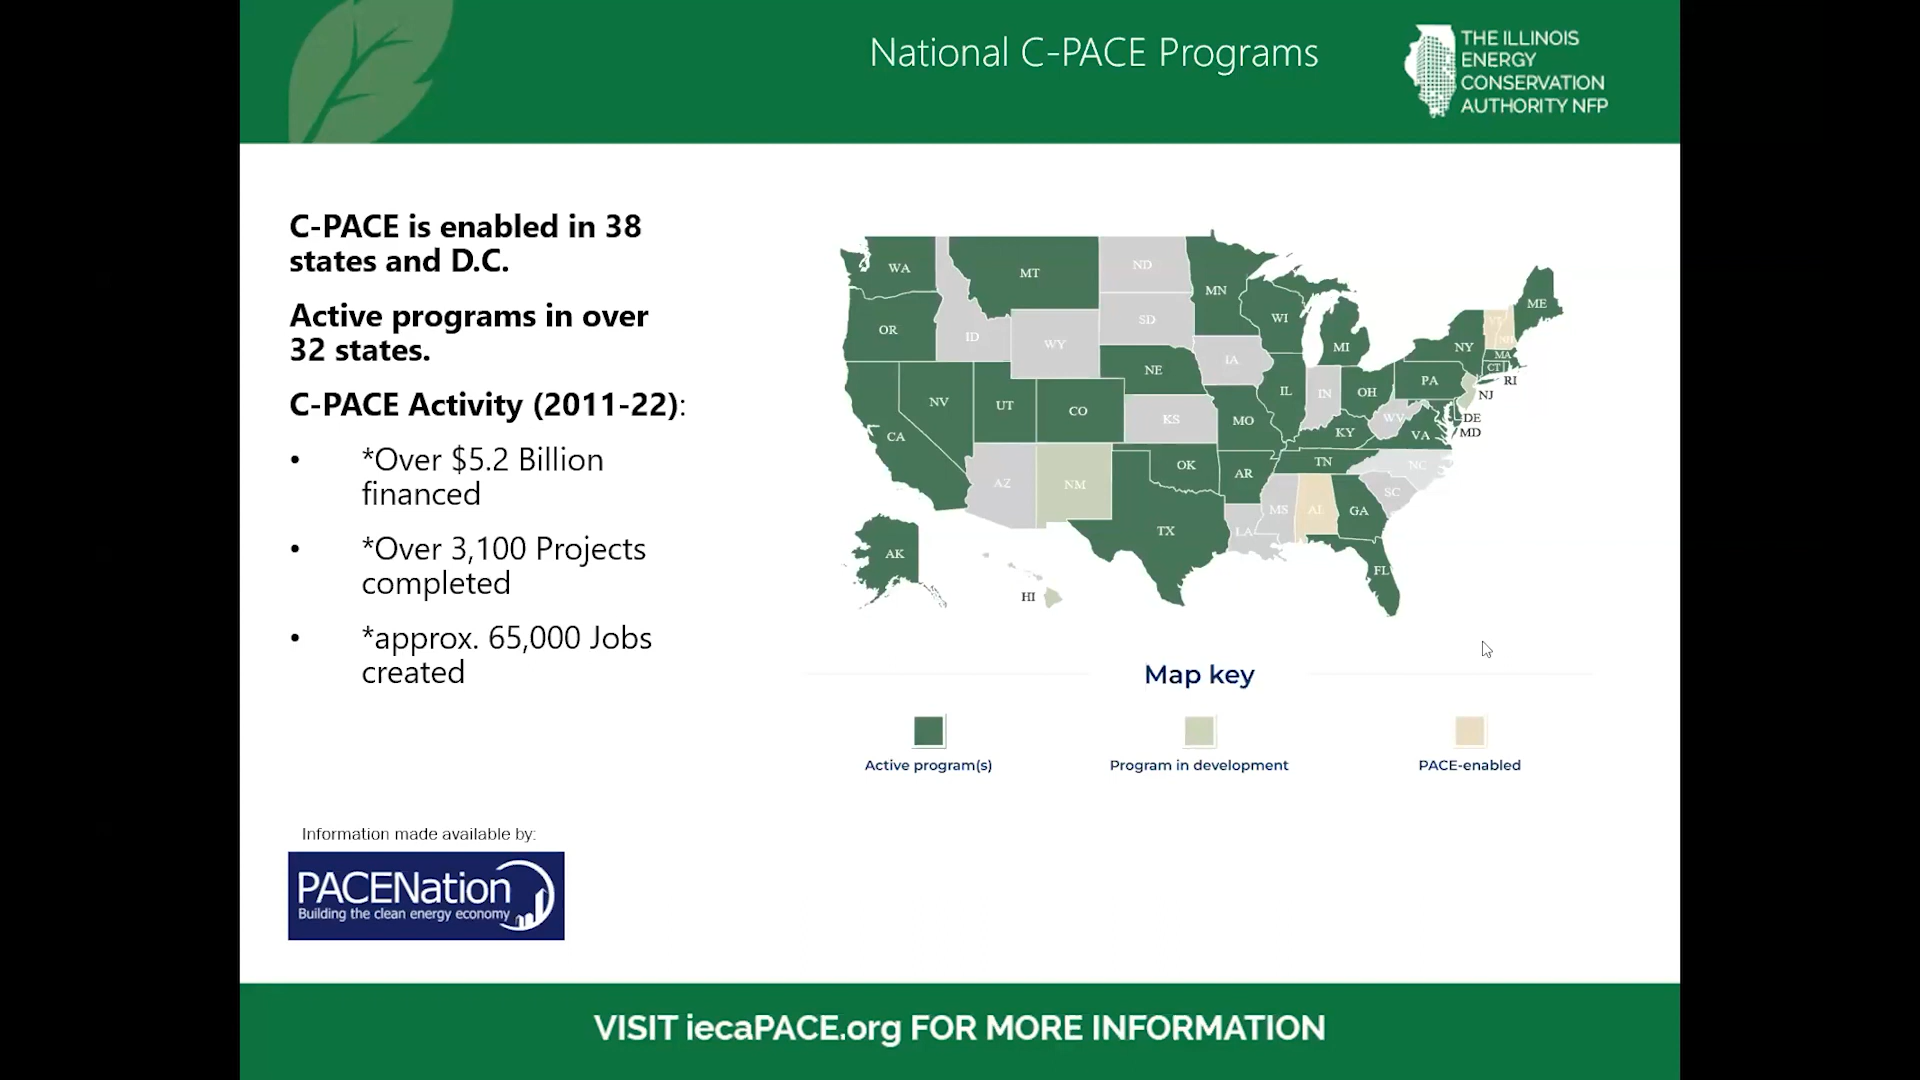 National C-PACE Programs
THE ILLINOIS
ENERGY
CONSERVATION
AUTHORITY NFP
C-PACE is enabled in 38
states and D.C.
Active programs in over
32 states.
C-PACE Activity (2011-22):
• *Over $5.2 Billion
financed
• *Over 3,100 Projects
completed
• *approx. 65,000 Jobs
created
WA
MT
ND
MN
OR
ID
WY
SD
WI
MI
VT
NH
ME
NY
MA
CT
RI
NV
UT
CO
NE
IA
IL
IN
OH
PA
NJ
CA
KS
MO
KY
WV
VA
DE
MD
AZ
NM
OK
AR
TN
NC
SC
TX
LA
MS
AL
GA
FL
AK
HI
Map key
Active program(s)
Program in development
PACE-enabled
Information made available by:
PACENation
Building the clean energy economy
VISIT iecaPACE.org FOR MORE INFORMATION